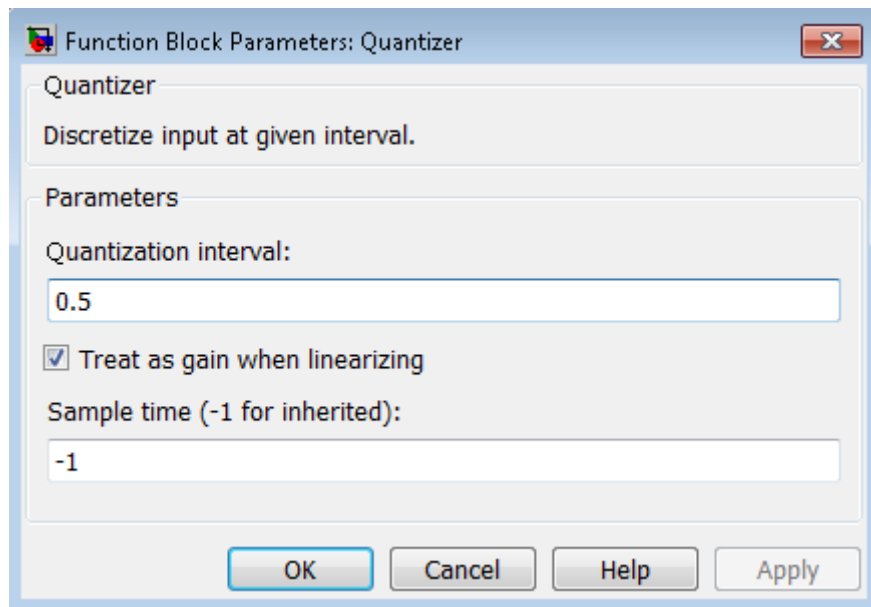 Function Block Parameters: Quantizer
Quantizer
Discretize input at given interval.
Parameters
Quantization interval:
0.5
Treat as gain when linearizing
Sample time (-1 for inherited):
-1
OK Cancel Help Apply